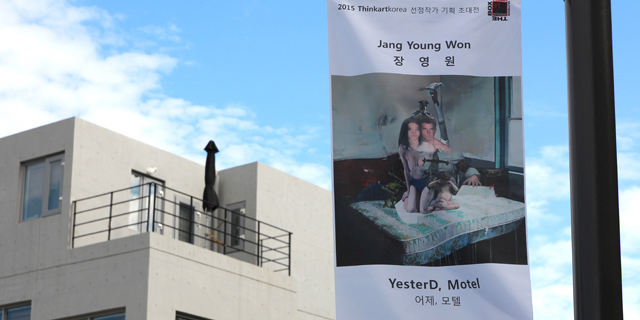 2015 Thinkartkorea 선정작가 기획 초대전
Jang Young Won
장 영 원
YesterD, Motel
어제, 모텔